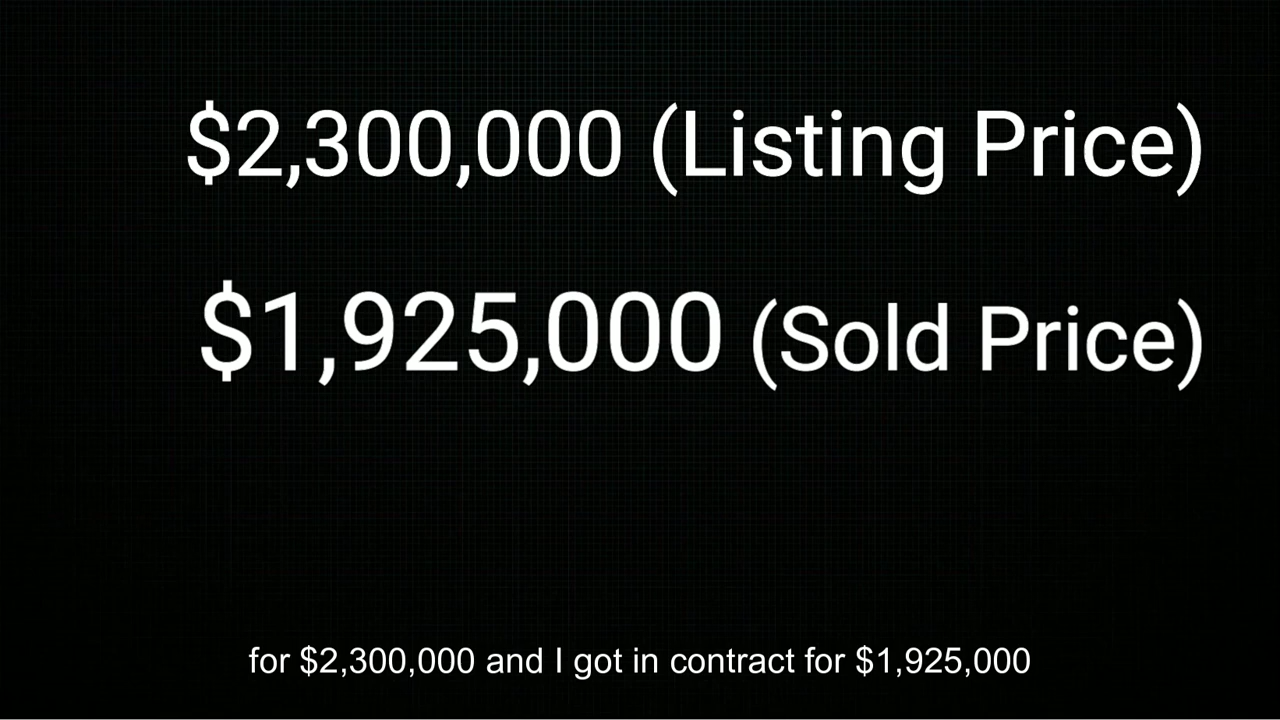 $2,300,000 (Listing Price)
$1,925,000 (Sold Price)
for $2,300,000 and I got in contract for $1,925,000